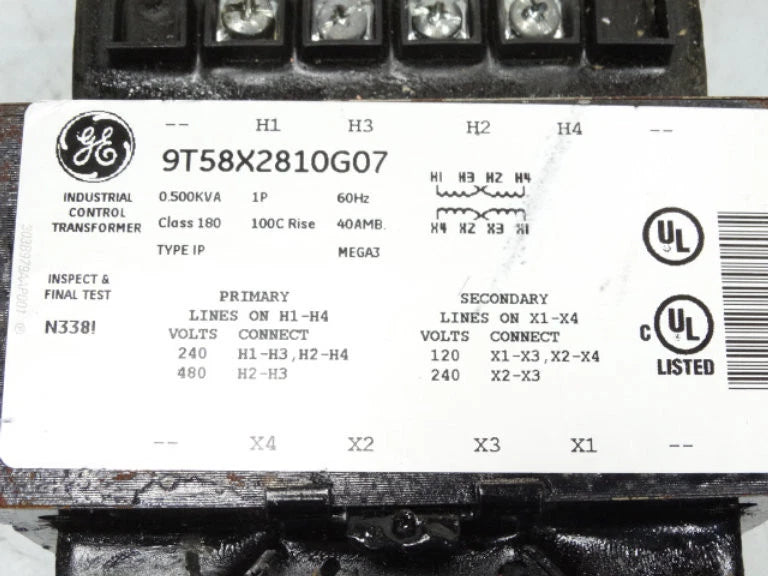 -- H1 H3 H2 H4
GE 9T58X2810G07
INDUSTRIAL
CONTROL
TRANSFORMER
0.500KVA 1P 60Hz
Class 180 100C Rise 40AMB.
TYPE IP MEGA3
H1 H3 H2 H4
X4 X2 X3 X1
UL
INSPECT &
FINAL TEST
N338I
PRIMARY
LINES ON H1-H4
VOLTS CONNECT
240 H1-H3,H2-H4
480 H2-H3
SECONDARY
LINES ON X1-X4
VOLTS CONNECT
120 X1-X3,X2-X4
240 X2-X3
c UL
LISTED
-- X4 X2 X3 X1 --